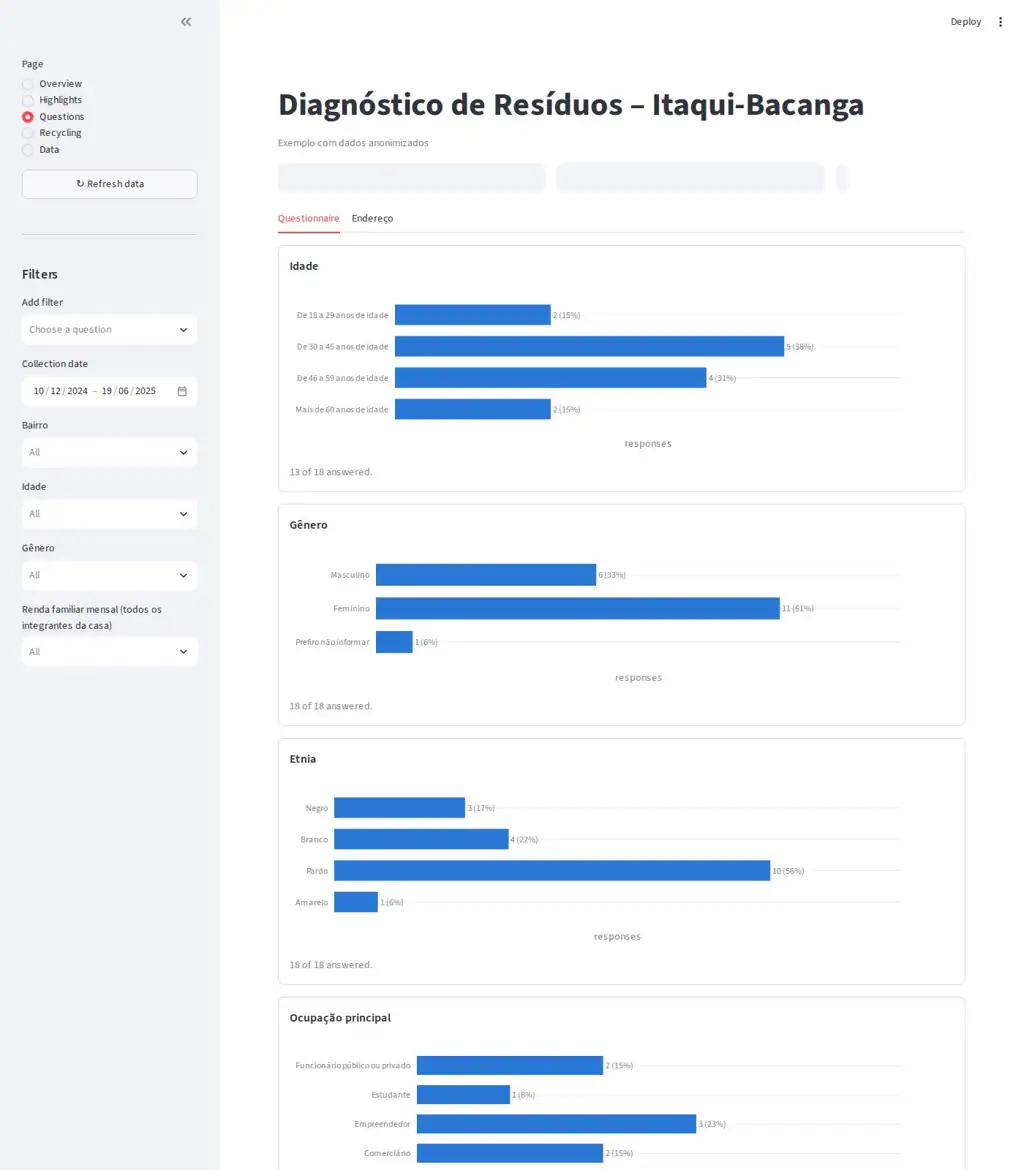 Deploy
Page
Overview
Highlights
Questions
Recycling
Data
↻ Refresh data
Filters
Add filter
Choose a question
Collection date
10/12/2024 – 19/06/2025
Bairro
All
Idade
All
Gênero
All
Renda familiar mensal (todos os
integrantes da casa)
All
Diagnóstico de Resíduos – Itaqui-Bacanga
Exemplo com dados anonimizados
Questionnaire Endereço
Idade
De 18 a 29 anos de idade 2 (15%)
De 30 a 45 anos de idade 5 (38%)
De 46 a 59 anos de idade 4 (31%)
Mais de 60 anos de idade 2 (15%)
responses
13 of 18 answered.
Gênero
Masculino 6 (33%)
Feminino 11 (61%)
Prefiro não informar 1 (6%)
responses
18 of 18 answered.
Etnia
Negro 3 (17%)
Branco 4 (22%)
Pardo 10 (56%)
Amarelo 1 (6%)
responses
18 of 18 answered.
Ocupação principal
Funcionário público ou privado 2 (15%)
Estudante 1 (8%)
Empreendedor 3 (23%)
Comerciário 2 (15%)